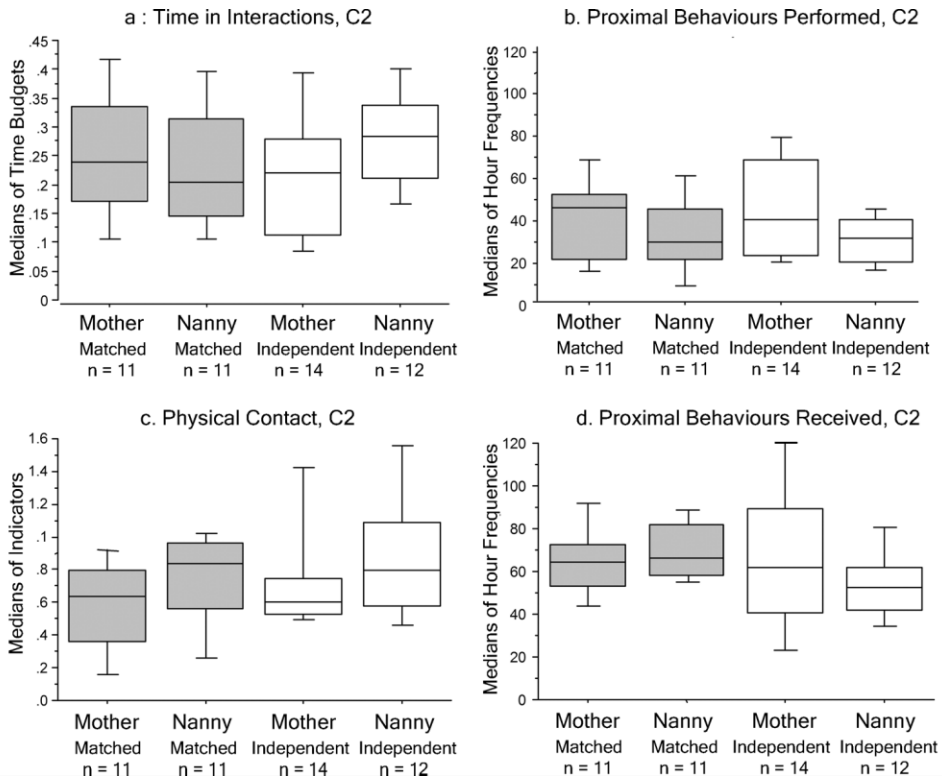 a : Time in Interactions, C2
Medians of Time Budgets
.45
.4
.35
.3
.25
.2
.15
.1
.05
0
Mother Nanny Mother Nanny
Matched Matched Independent Independent
n = 11 n = 11 n = 14 n = 12
b. Proximal Behaviours Performed, C2
Medians of Hour Frequencies
120
100
80
60
40
20
0
Mother Nanny Mother Nanny
Matched Matched Independent Independent
n = 11 n = 11 n = 14 n = 12
c. Physical Contact, C2
Medians of Indicators
1.6
1.4
1.2
.1
.8
.6
.4
.2
.0
Mother Nanny Mother Nanny
Matched Matched Independent Independent
n = 11 n = 11 n = 14 n = 12
d. Proximal Behaviours Received, C2
Medians of Hour Frequencies
120
100
80
60
40
20
0
Mother Nanny Mother Nanny
Matched Matched Independent Independent
n = 11 n = 11 n = 14 n = 12